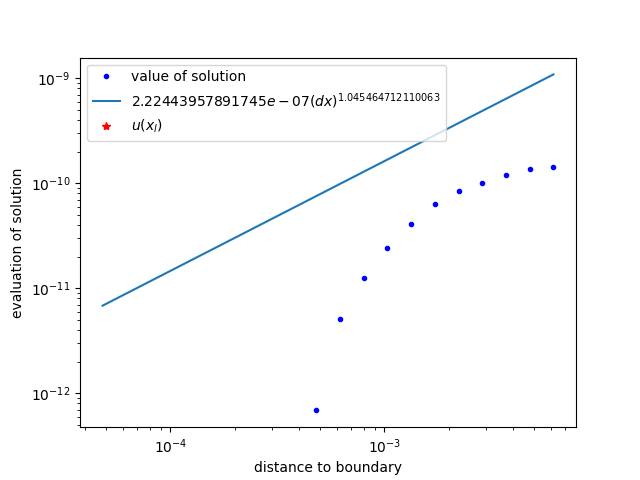 value of solution
2.22443957891745e − 07(dx)^1.045464712110063
u(x_l)
10^−9
10^−10
10^−11
10^−12
evaluation of solution
10^−4
10^−3
distance to boundary